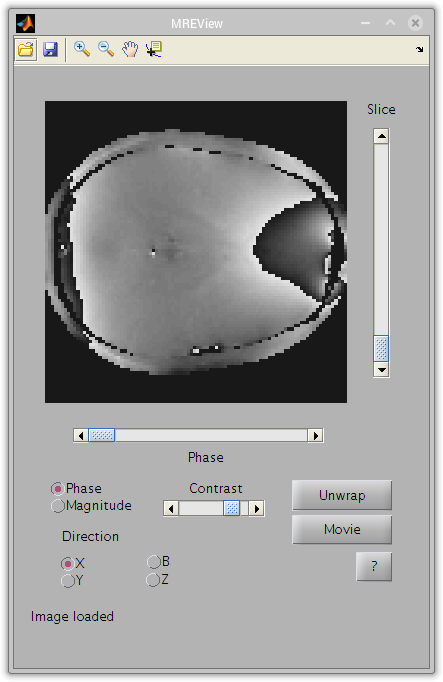 MREView
Slice
Phase
Phase
Magnitude
Contrast
Unwrap
Movie
Direction
X
B
Y
Z
?
Image loaded